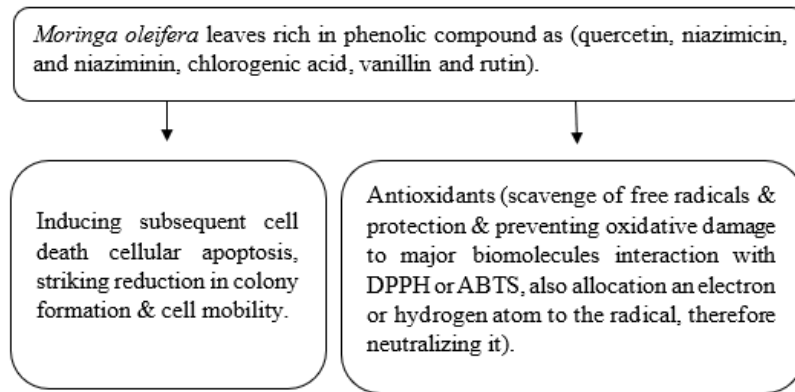 Moringa oleifera leaves rich in phenolic compound as (quercetin, niazimicin,
and niaziminin, chlorogenic acid, vanillin and rutin).
Inducing subsequent cell
death cellular apoptosis,
striking reduction in colony
formation & cell mobility.
Antioxidants (scavenge of free radicals &
protection & preventing oxidative damage
to major biomolecules interaction with
DPPH or ABTS, also allocation an electron
or hydrogen atom to the radical, therefore
neutralizing it).